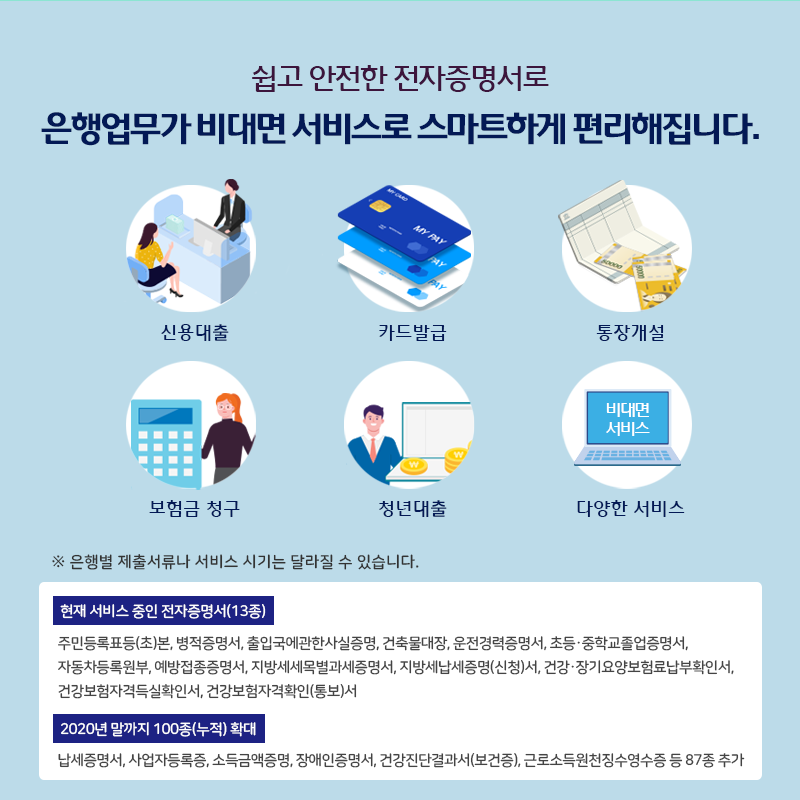 쉽고 안전한 전자증명서로
은행업무가 비대면 서비스로 스마트하게 편리해집니다.
MY CARD
MY PAY
PAY
PAY
50000
50000
신용대출
카드발급
통장개설
비대면
서비스
₩
₩
보험금 청구
청년대출
다양한 서비스
※ 은행별 제출서류나 서비스 시기는 달라질 수 있습니다.
현재 서비스 중인 전자증명서(13종)
주민등록표등(초)본, 병적증명서, 출입국에관한사실증명, 건축물대장, 운전경력증명서, 초등·중학교졸업증명서,
자동차등록원부, 예방접종증명서, 지방세세목별과세증명서, 지방세납세증명(신청)서, 건강·장기요양보험료납부확인서,
건강보험자격득실확인서, 건강보험자격확인(통보)서
2020년 말까지 100종(누적) 확대
납세증명서, 사업자등록증, 소득금액증명, 장애인증명서, 건강진단결과서(보건증), 근로소득원천징수영수증 등 87종 추가